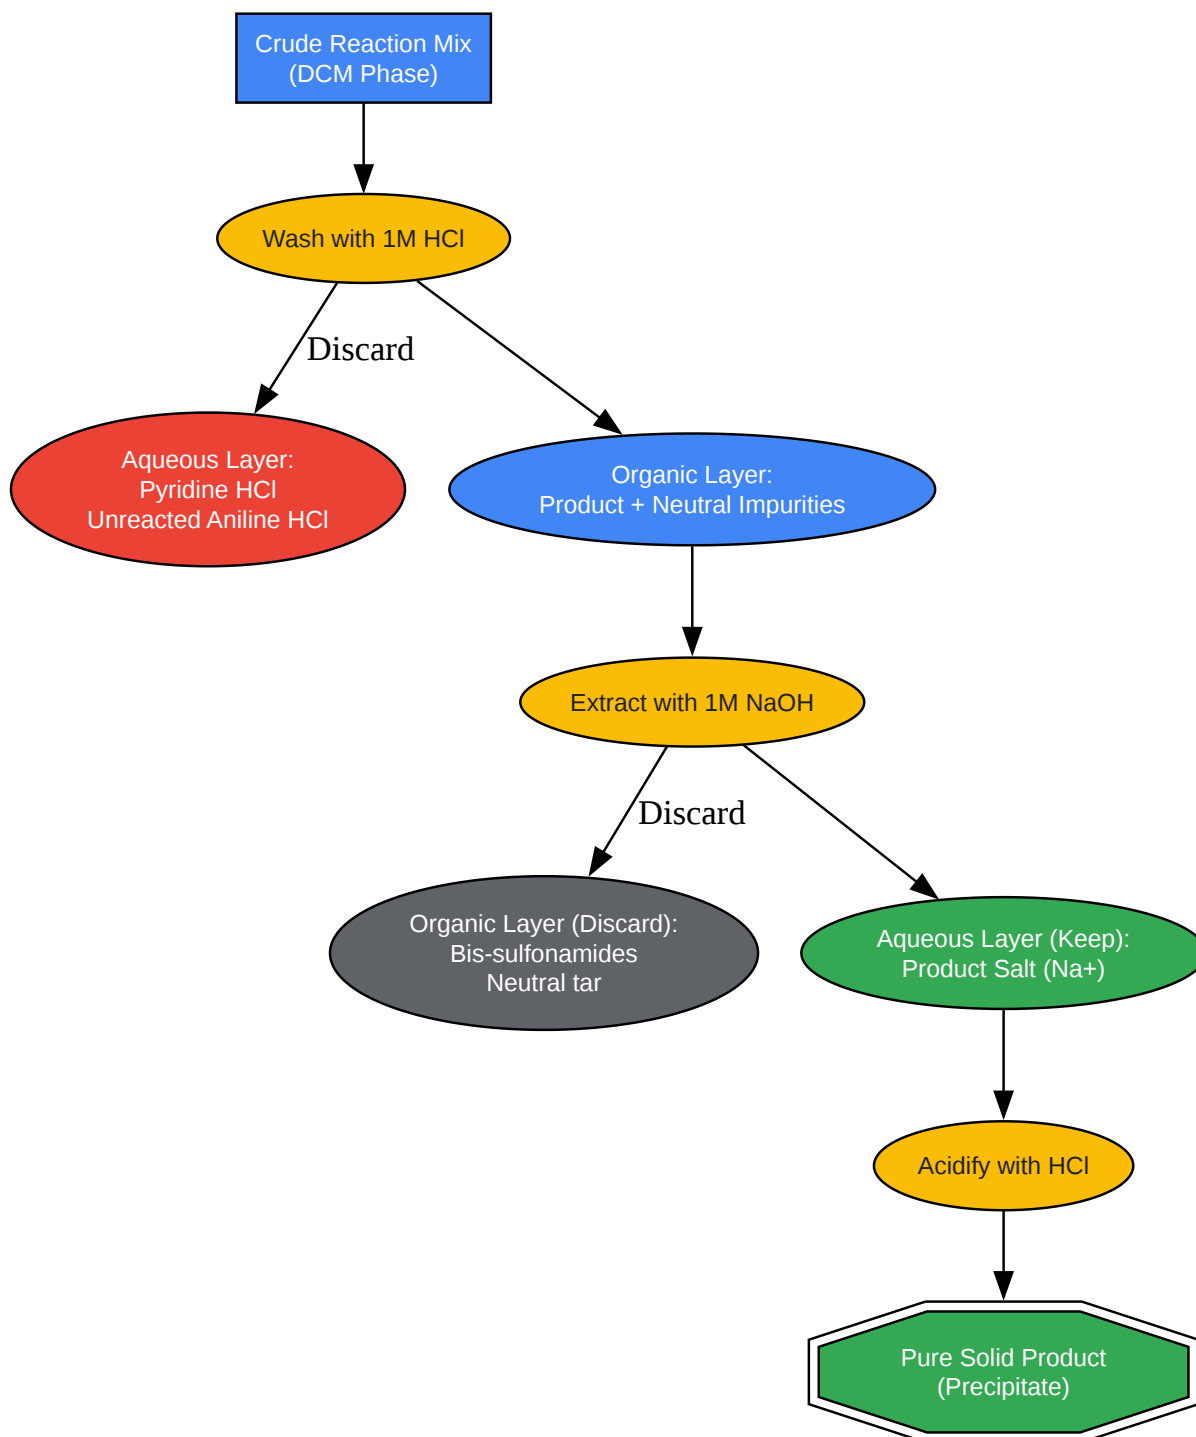 Crude Reaction Mix
(DCM Phase)
Wash with 1M HCl
Discard
Aqueous Layer:
Pyridine HCl
Unreacted Aniline HCl
Organic Layer:
Product + Neutral Impurities
Extract with 1M NaOH
Discard
Organic Layer (Discard):
Bis-sulfonamides
Neutral tar
Aqueous Layer (Keep):
Product Salt (Na+)
Acidify with HCl
Pure Solid Product
(Precipitate)